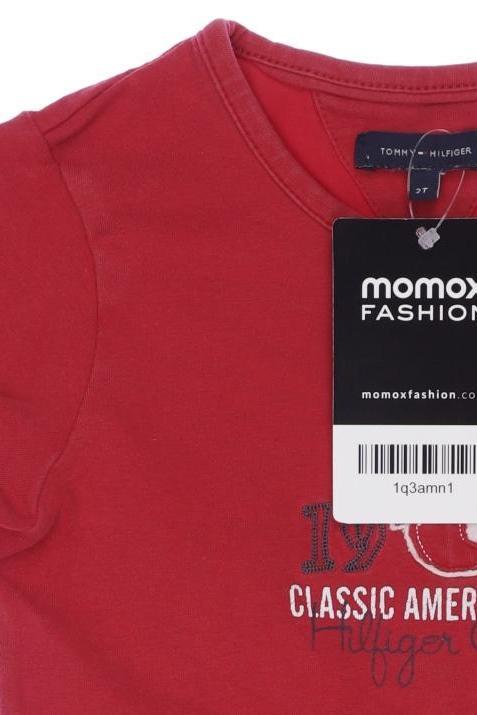 TOMMY HILFIGER
2T
momox
FASHION
momoxfashion.co
1q3amn1
19
CLASSIC AMER
Hilfiger